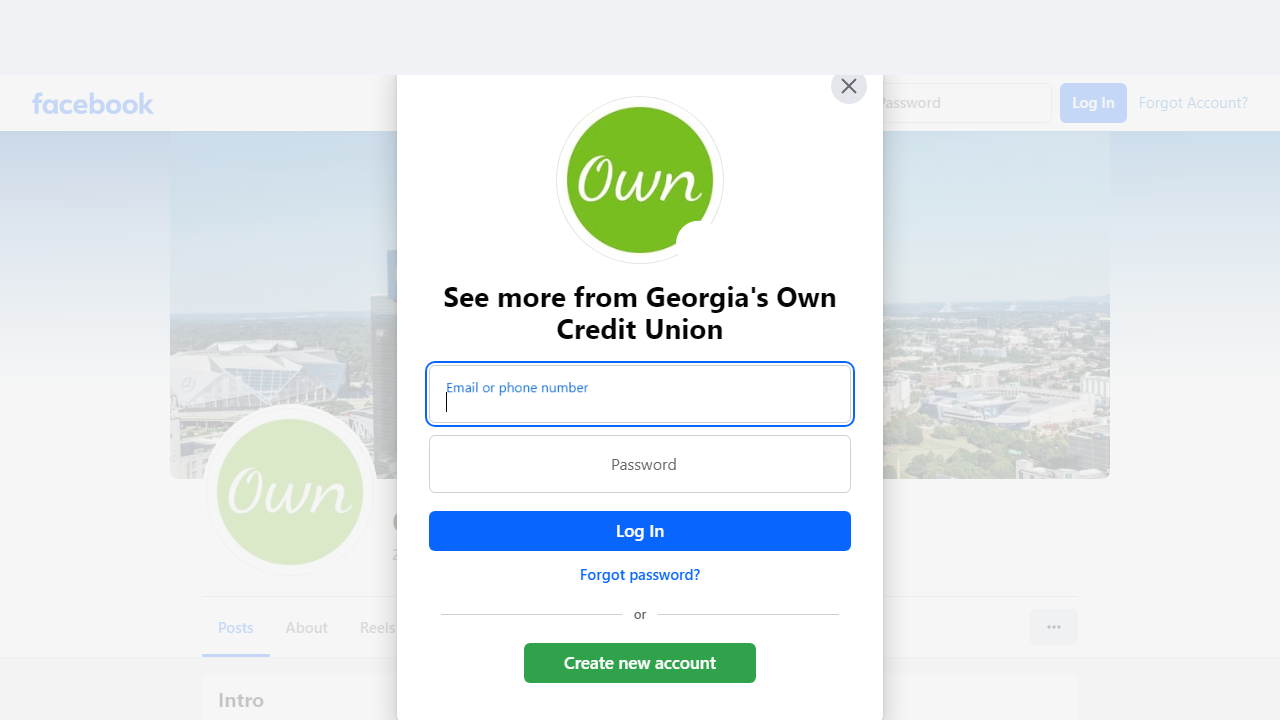 facebook
Password
Log In
Forgot Account?
Own
See more from Georgia's Own
Credit Union
Email or phone number
Password
Log In
Forgot password?
or
Create new account
Own
Posts
About
Reels
Intro